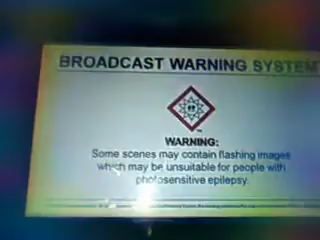 BROADCAST WARNING SYSTEM
WARNING:
Some scenes may contain flashing images
which may be unsuitable for people with
photosensitive epilepsy.